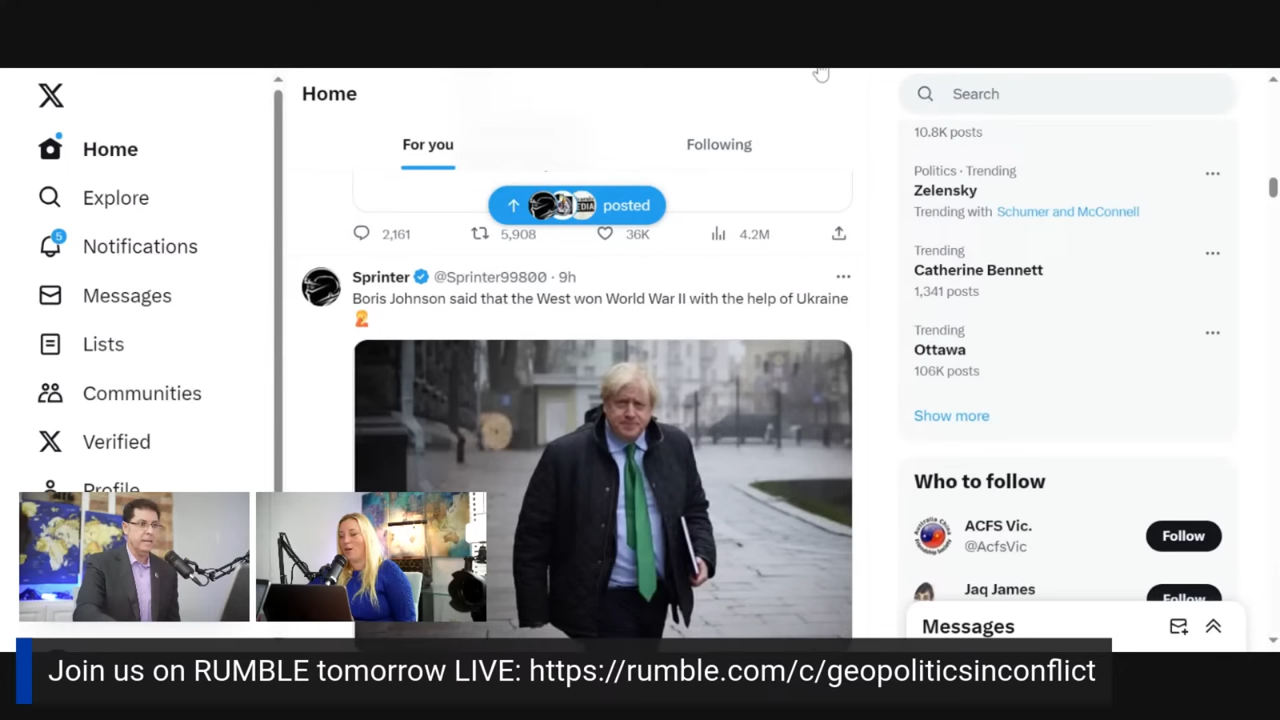 Home
Explore
5
Notifications
Messages
Lists
Communities
Verified
Profile
Home
For you
Following
posted
2,161
5,908
36K
4.2M
Sprinter @Sprinter99800 · 9h
Boris Johnson said that the West won World War II with the help of Ukraine
Search
10.8K posts
Politics · Trending
Zelensky
Trending with Schumer and McConnell
Trending
Catherine Bennett
1,341 posts
Trending
Ottawa
106K posts
Show more
Who to follow
ACFS Vic.
@AcfsVic
Follow
Jaq James
Follow
Messages
Join us on RUMBLE tomorrow LIVE: https://rumble.com/c/geopoliticsinconflict